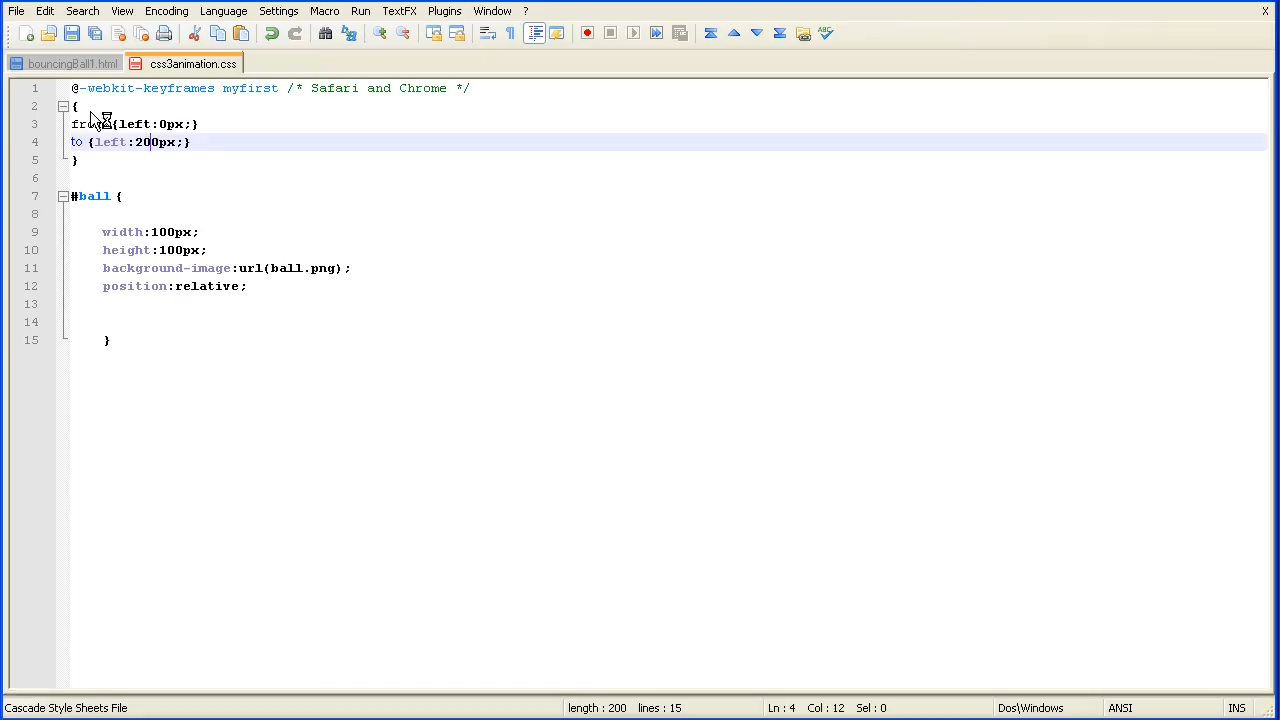 File Edit Search View Encoding Language Settings Macro Run TextFX Plugins Window ? X
bouncingBall1.html css3animation.css
1 @-webkit-keyframes myfirst /* Safari and Chrome */
2 {
3 from {left:0px;}
4 to {left:200px;}
5 }
6
7 #ball {
8
9 width:100px;
10 height:100px;
11 background-image:url(ball.png);
12 position:relative;
13
14
15 }
Cascade Style Sheets File length : 200 lines : 15 Ln : 4 Col : 12 Sel : 0 Dos\Windows ANSI INS